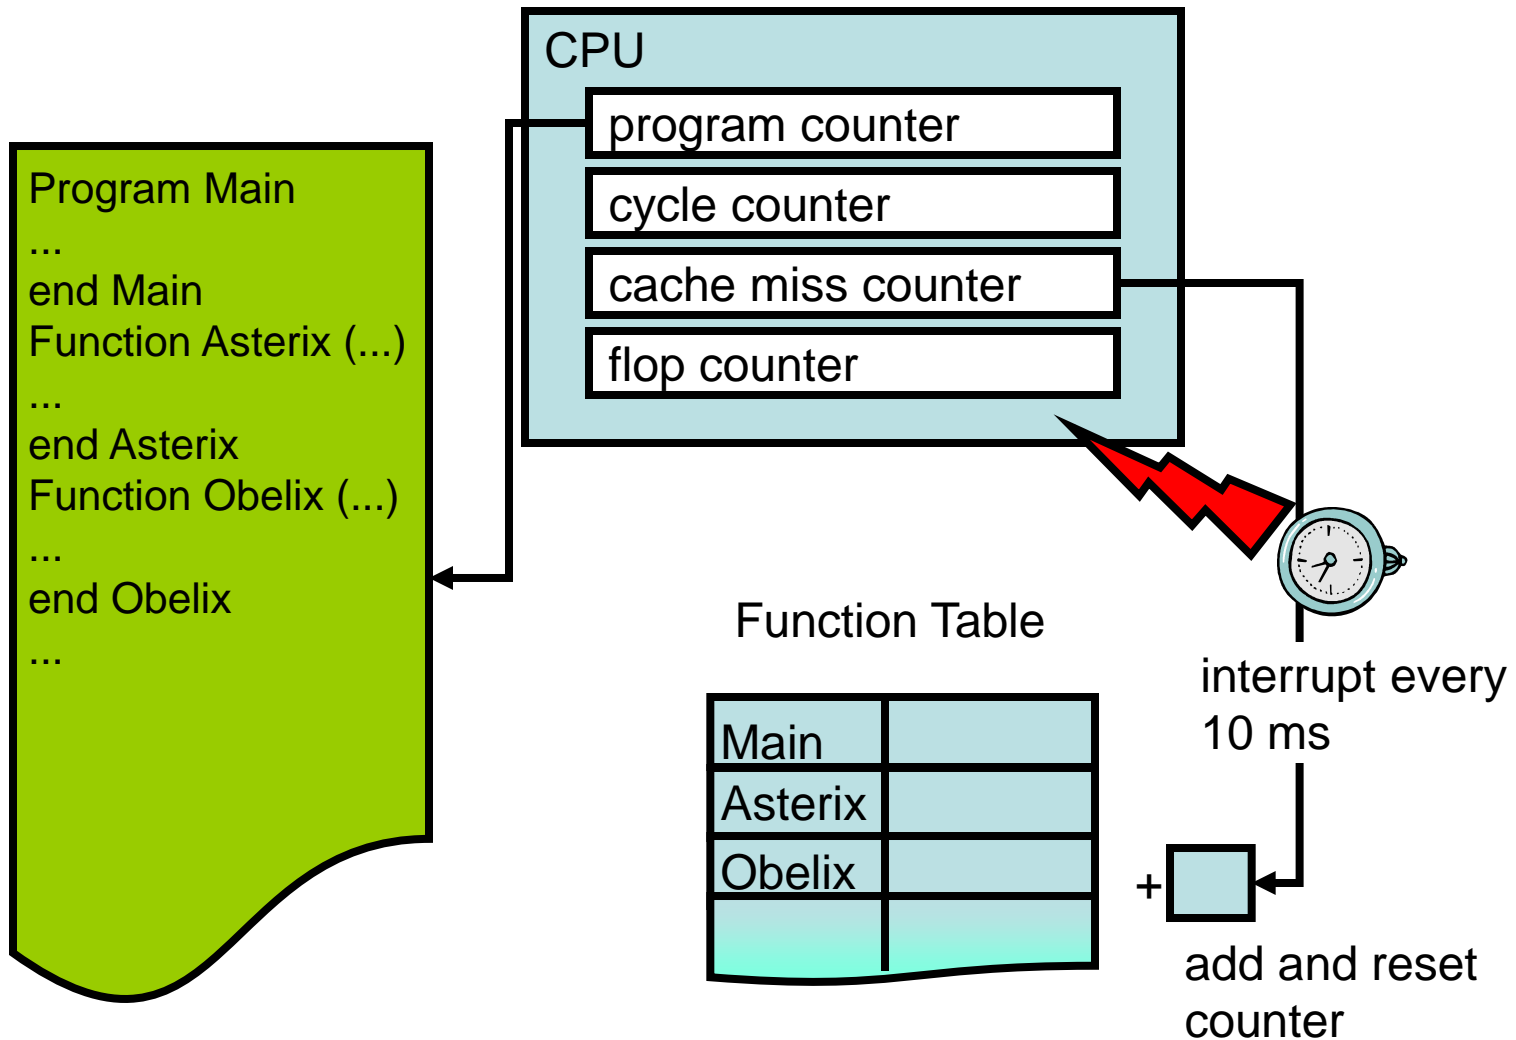 CPU
program counter
cycle counter
cache miss counter
flop counter
Program Main
...
end Main
Function Asterix (...)
...
end Asterix
Function Obelix (...)
...
end Obelix
...
Function Table
Main
Asterix
Obelix
interrupt every
10 ms
+
add and reset
counter